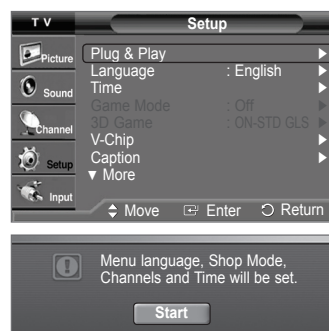 T V Setup
Picture
Sound
Channel
Setup
Input
Plug & Play
Language : English
Time
Game Mode : Off
3D Game : ON-STD GLS
V-Chip
Caption
▼ More
Move Enter Return
Menu language, Shop Mode,
Channels and Time will be set.
Start